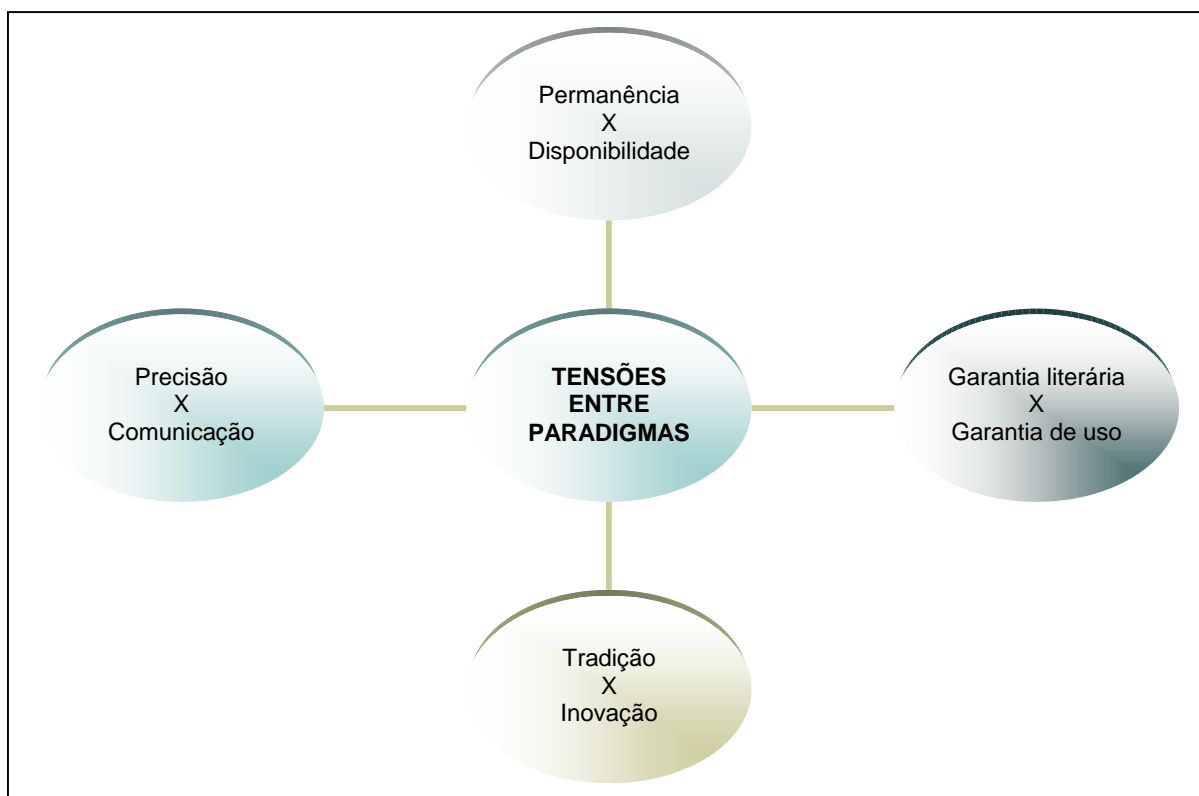 Permanência
X
Disponibilidade
Precisão
X
Comunicação
TENSÕES
ENTRE
PARADIGMAS
Garantia literária
X
Garantia de uso
Tradição
X
Inovação